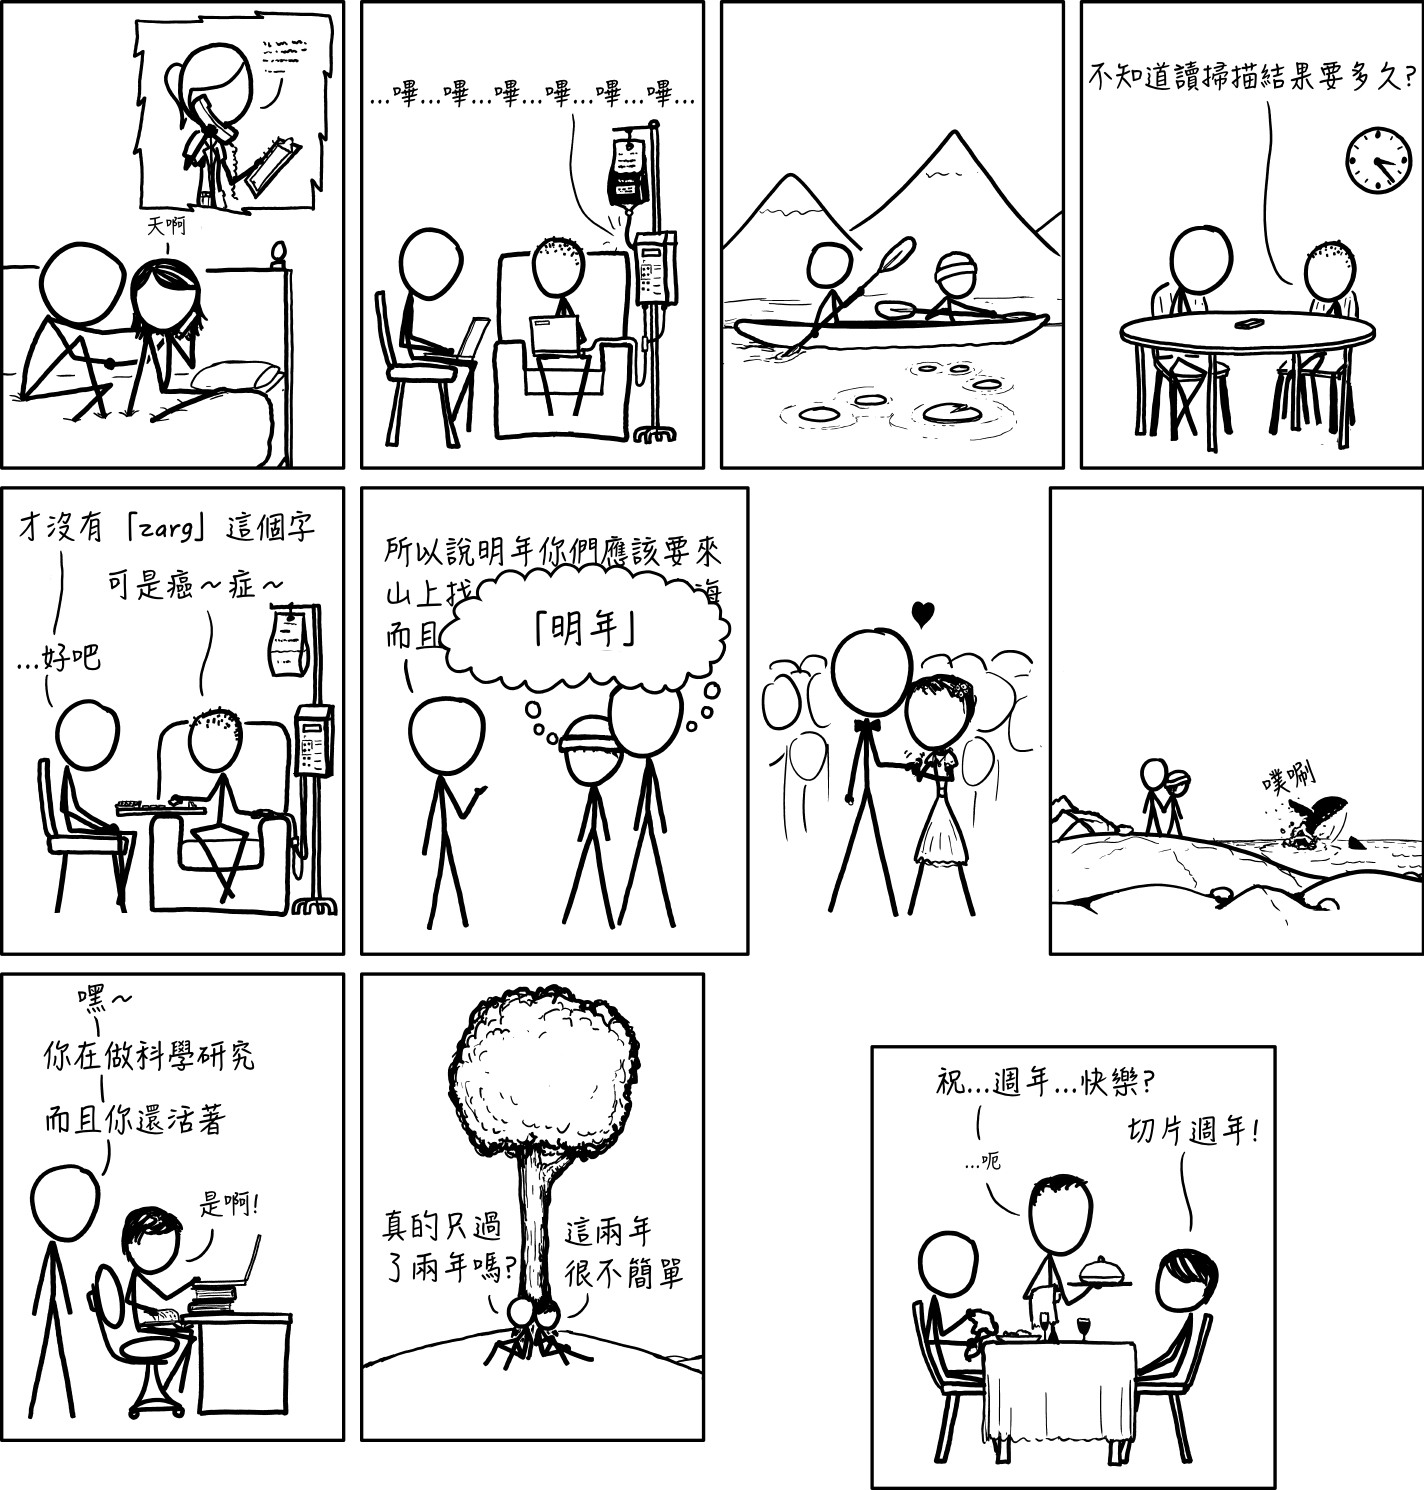 天啊
...嗶...嗶...嗶...嗶...嗶...嗶...
不知道讀掃描結果要多久?
才沒有「zarg」這個字
可是癌～症～
...好吧
所以說明年你們應該要來
山上找 海
而且
「明年」
噗唰
嘿～
你在做科學研究
而且你還活著
是啊!
真的只過
了兩年嗎?
這兩年
很不簡單
祝...週年...快樂?
...呃
切片週年!